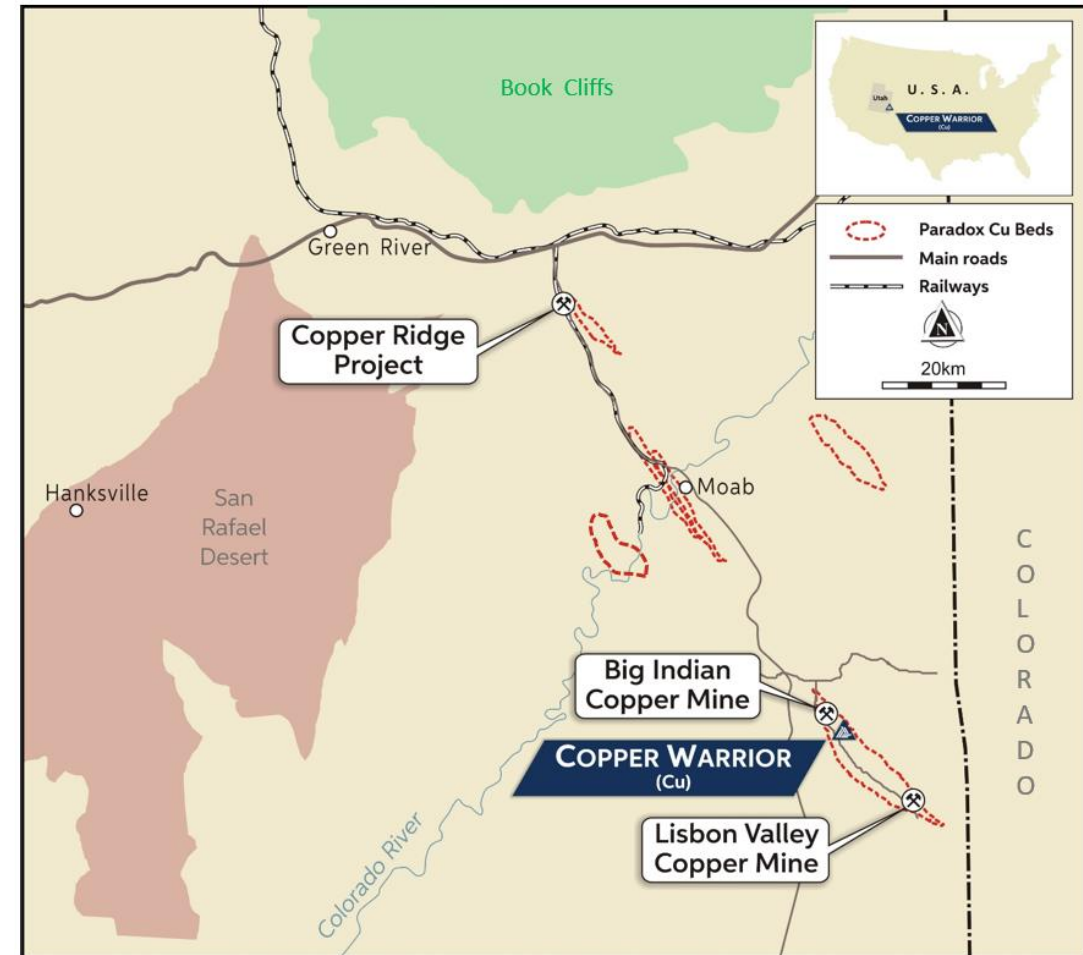 Book Cliffs
U. S. A.
Utah
COPPER WARRIOR
(Cu)
Paradox Cu Beds
Main roads
Railways
N
20km
Green River
Copper Ridge
Project
Hanksville
San
Rafael
Desert
Moab
COLORADO
Big Indian
Copper Mine
COPPER WARRIOR
(Cu)
Lisbon Valley
Copper Mine
Colorado River